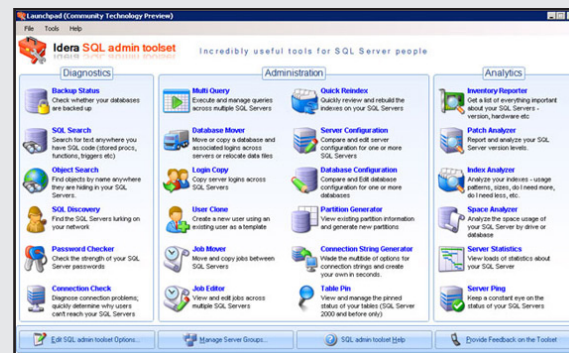 Launchpad (Community Technology Preview)
File Tools Help
Idera SQL admin toolset
Incredibly useful tools for SQL Server people
Diagnostics
Backup Status
Check whether your databases
are backed up
SQL Search
Search for text anywhere you
have SQL code (stored procs,
functions, triggers etc)
Object Search
Find objects by name anywhere
they are hiding in your SQL
Servers.
SQL Discovery
Find the SQL Servers lurking on
your network
Password Checker
Check the strength of your SQL
Server passwords
Connection Check
Diagnose connection problems;
quickly determine why users
can't reach your SQL Servers
Administration
Multi Query
Execute and manage queries
across multiple SQL Servers
Database Mover
Move or copy a database and
associated logins across
servers or relocate data files
Login Copy
Copy server logins across
SQL Servers
User Clone
Create a new user using an
existing user as a template
Job Mover
Move and copy jobs between
SQL Servers
Job Editor
View and edit jobs across
multiple SQL Servers
Quick Reindex
Quickly review and rebuild the
indexes on your SQL Servers
Server Configuration
Compare and edit server
configuration for one or more
SQL Servers
Database Configuration
Compare and Edit database
configuration for one or more
databases
Partition Generator
View existing partition information
and generate new partitions
Connection String Generator
Wade the multitide of options for
connection strings and create
your own in seconds.
Table Pin
View and manage the pinned
status of your tables (SQL Server
2000 and before only)
Analytics
Inventory Reporter
Get a list of everything important
about your SQL Servers -
version, hardware etc
Patch Analyzer
Report and analyze your SQL
Server version levels.
Index Analyzer
Analyze your indexes - usage
patterns, sizes, do I need more,
do I need less, etc.
Space Analyzer
Analyze the space usage of
your SQL Server by drive or
database
Server Statistics
View loads of statistics about
your SQL Server
Server Ping
Keep a constant eye on the
status of your SQL Servers
Edit SQL admin toolset Options...
Manage Server Groups...
SQL admin toolset Help
Provide Feedback on the Toolset